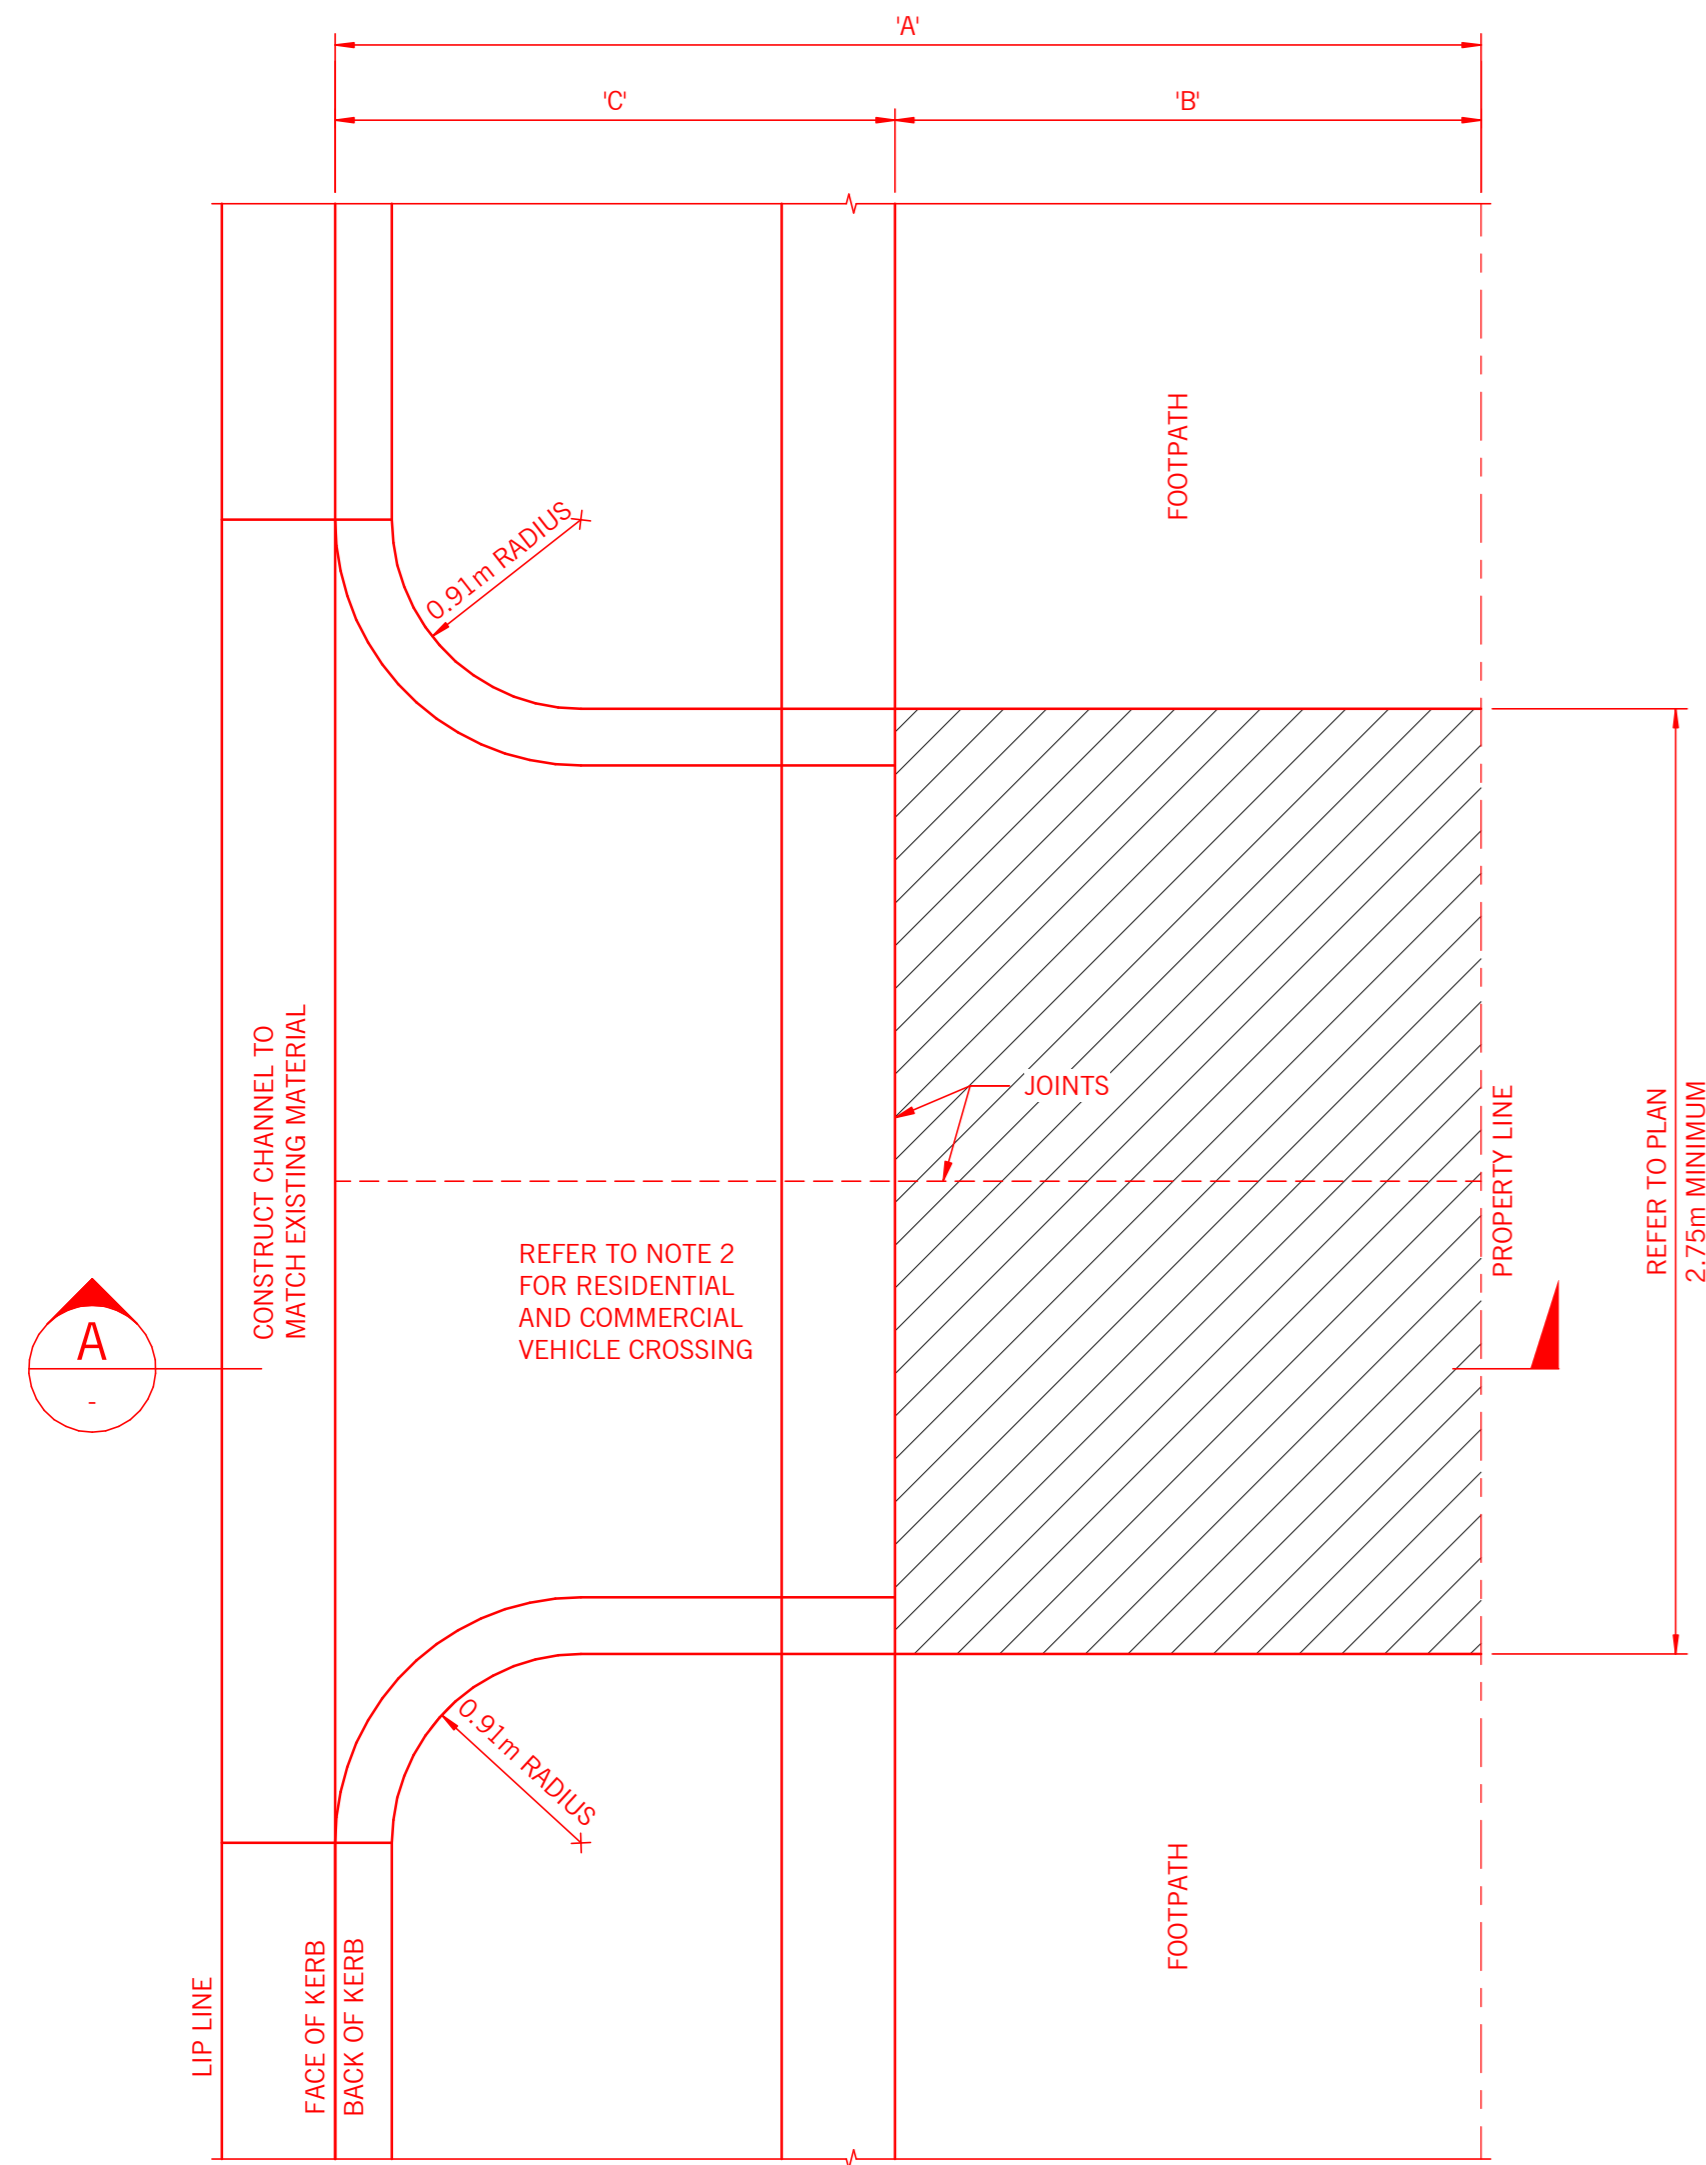 'A'
'C'
'B'
FOOTPATH
0.91m RADIUS
CONSTRUCT CHANNEL TO
MATCH EXISTING MATERIAL
JOINTS
PROPERTY LINE
REFER TO PLAN
2.75m MINIMUM
REFER TO NOTE 2
FOR RESIDENTIAL
AND COMMERCIAL
VEHICLE CROSSING
A
-
0.91m RADIUS
FOOTPATH
LIP LINE
FACE OF KERB
BACK OF KERB